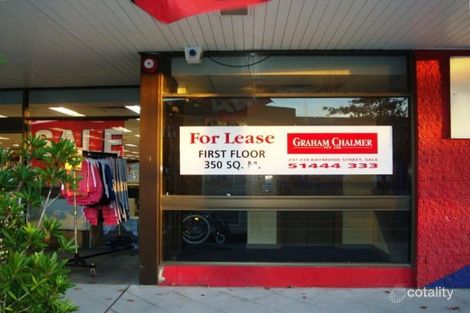 SALE
For Lease
FIRST FLOOR
350 SQ. M.
GRAHAM CHALMER
RAYMOND STREET, SALE
51444 333
cotality